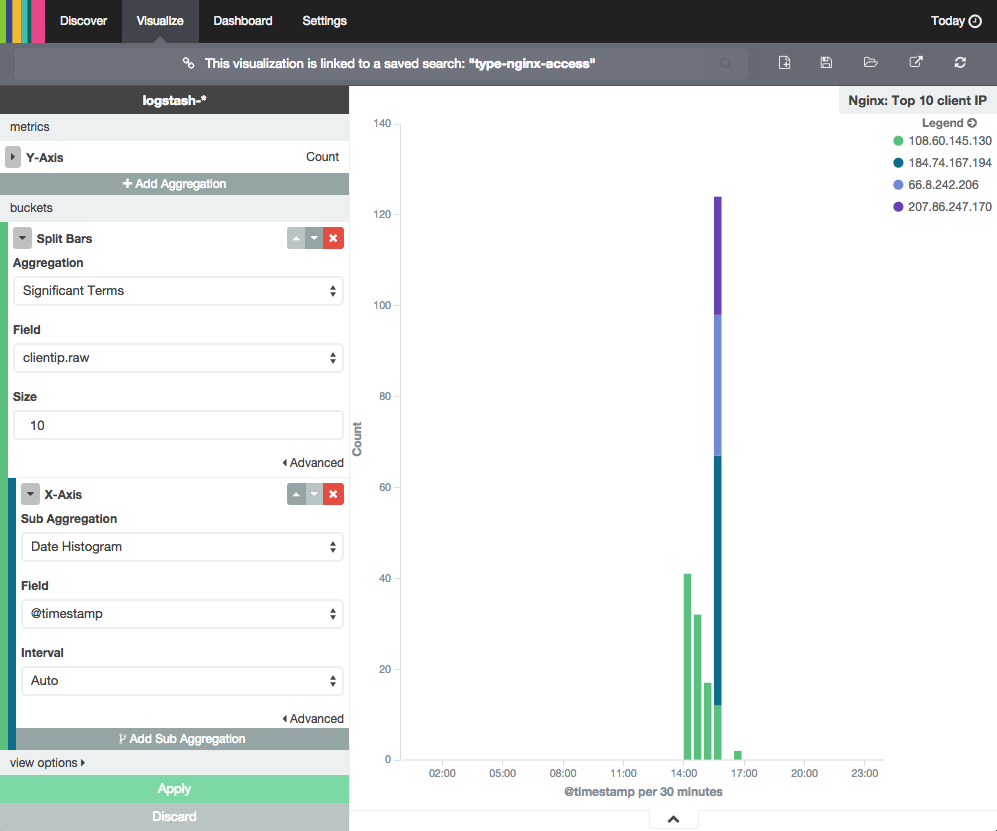 Discover Visualize Dashboard Settings Today
This visualization is linked to a saved search: "type-nginx-access"
logstash-*
metrics
Y-Axis Count
Add Aggregation
buckets
Split Bars
Aggregation
Significant Terms
Field
clientip.raw
Size
10
Advanced
X-Axis
Sub Aggregation
Date Histogram
Field
@timestamp
Interval
Auto
Advanced
Add Sub Aggregation
view options
Apply
Discard
Nginx: Top 10 client IP
Legend
108.60.145.130
184.74.167.194
66.8.242.206
207.86.247.170
Count
140
120
100
80
60
40
20
0
02:00 05:00 08:00 11:00 14:00 17:00 20:00 23:00
@timestamp per 30 minutes